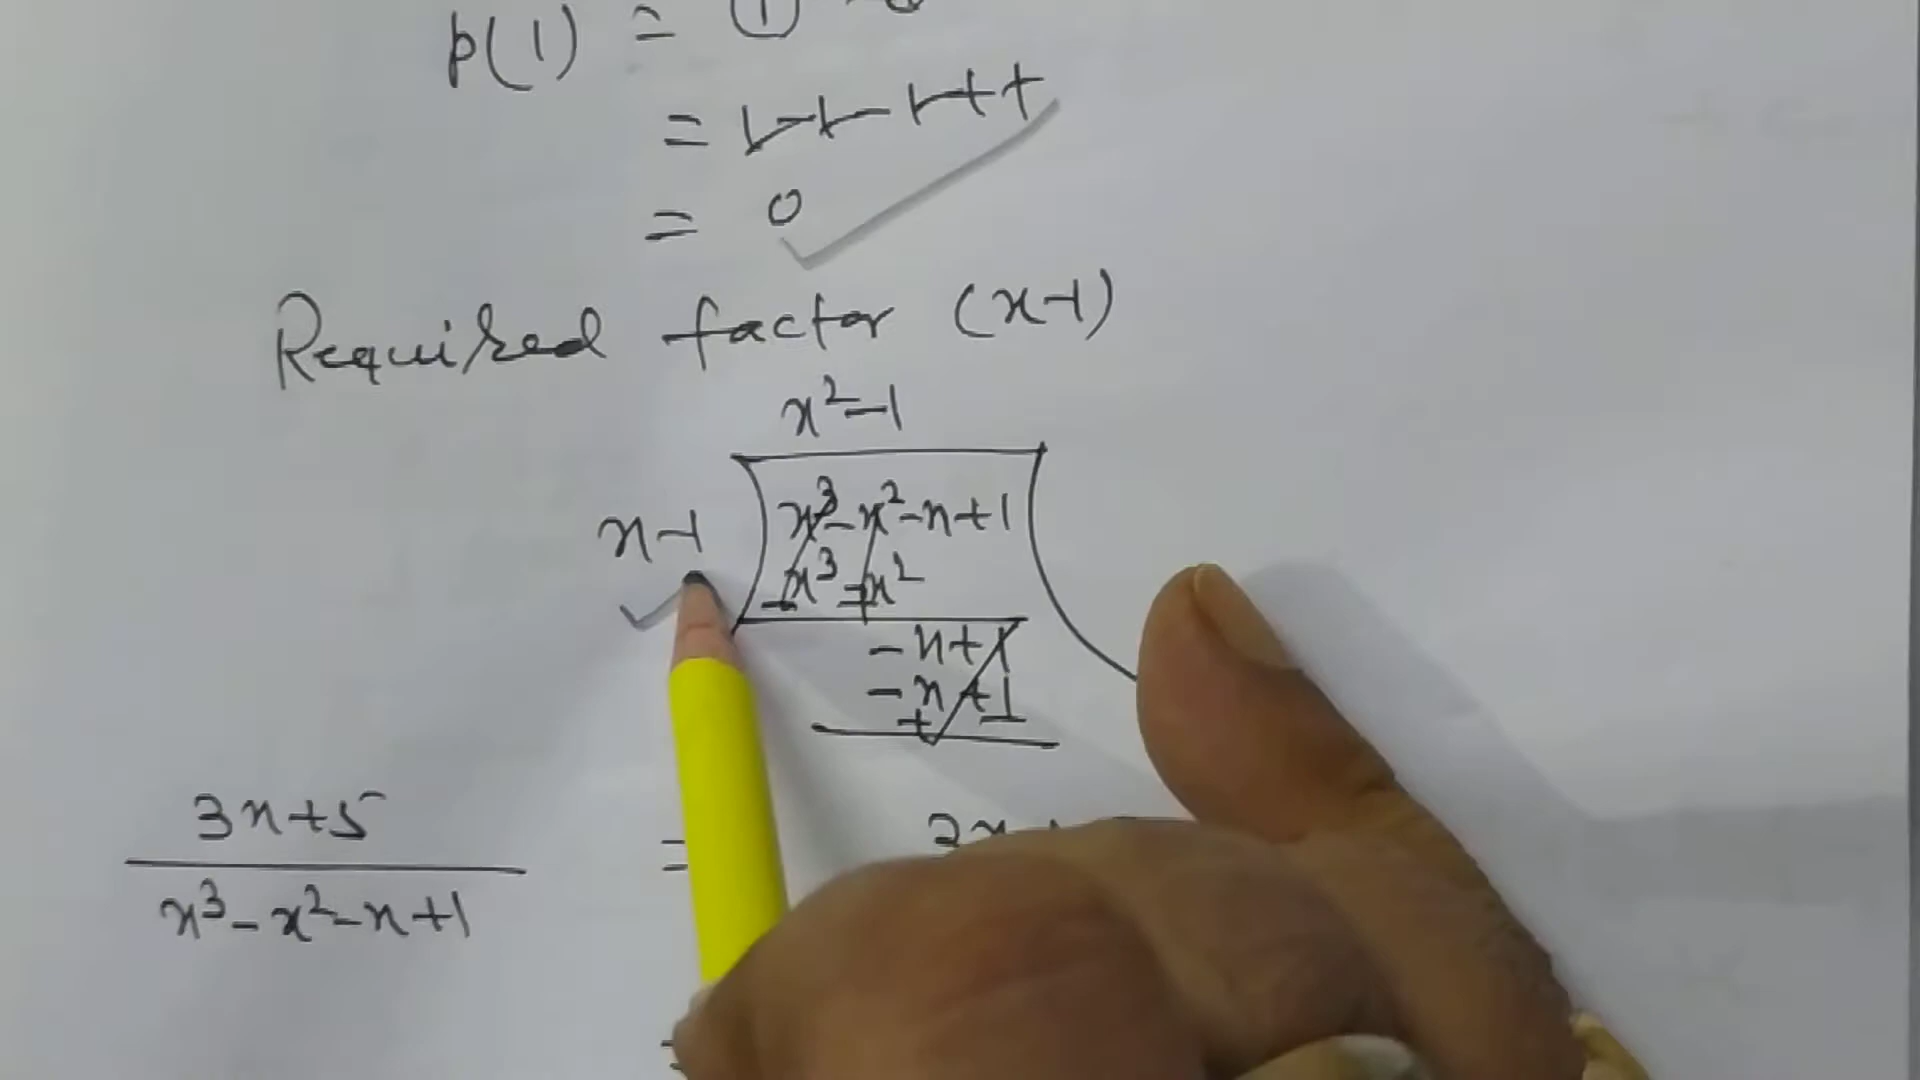 p(1) = 1
= 1 - 1 - 1 + 1
= 0
Required factor (x-1)
x²-1
x-1
x³-x²-x+1
x³-x²
-x+1
-x+1
3x+5
=
x³-x²-x+1